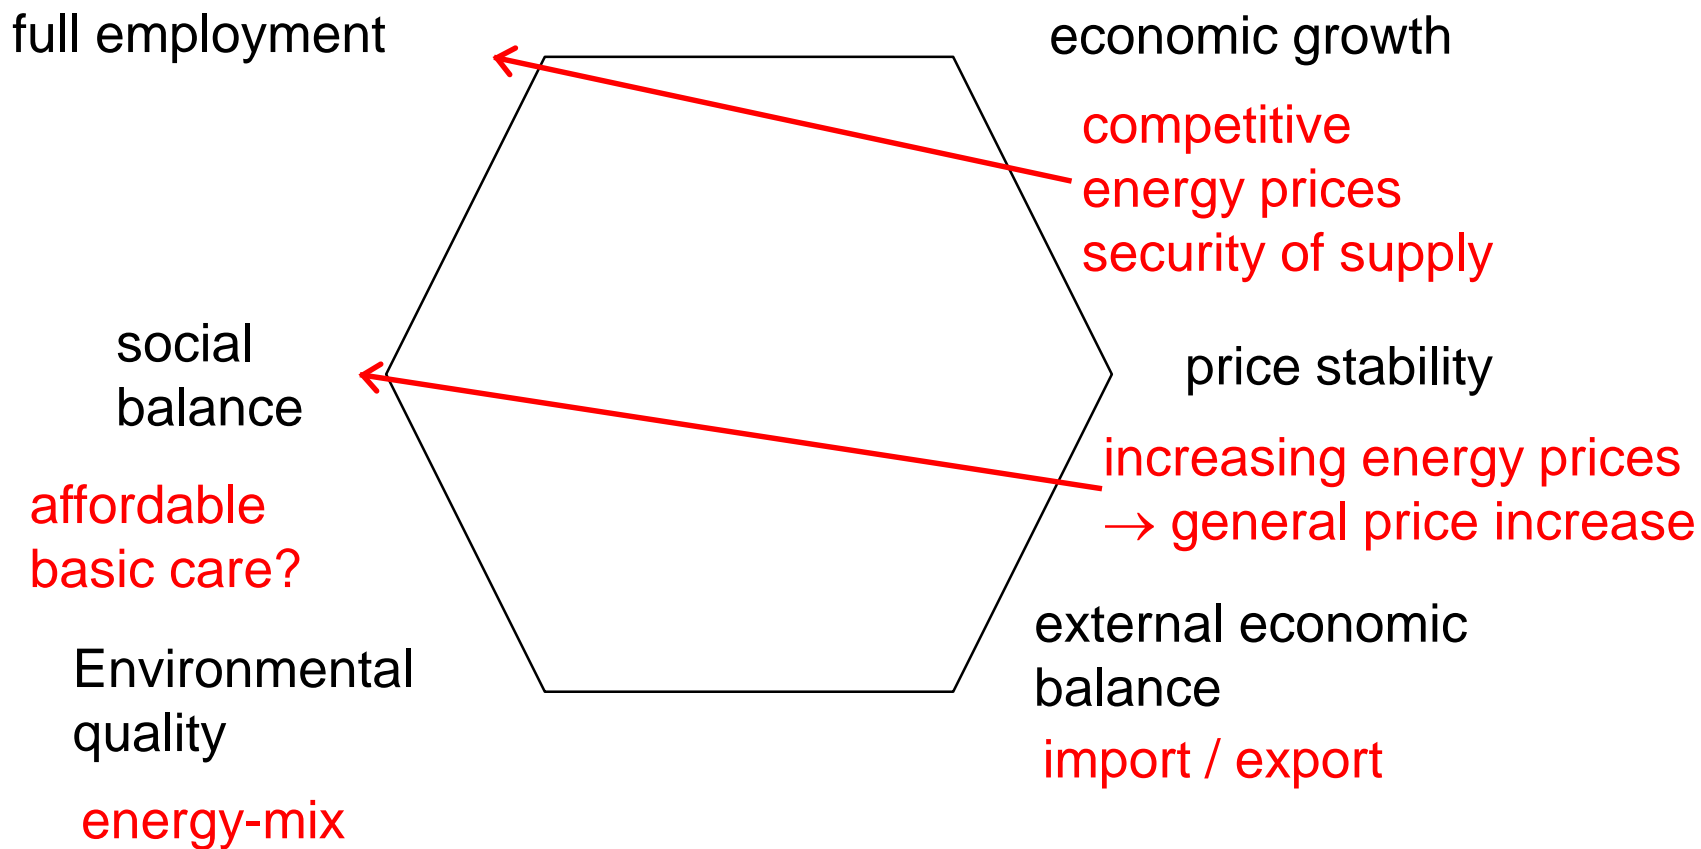 full employment
economic growth
competitive
energy prices
security of supply
social
balance
price stability
increasing energy prices
→ general price increase
affordable
basic care?
external economic
balance
Environmental
quality
import / export
energy-mix